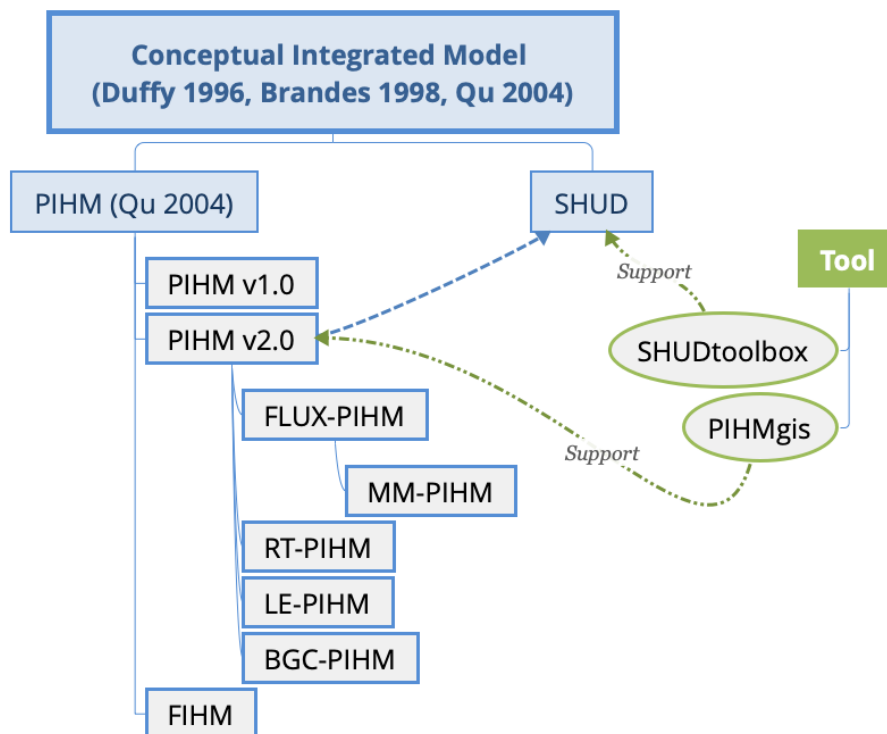 Conceptual Integrated Model
(Duffy 1996, Brandes 1998, Qu 2004)
PIHM (Qu 2004)
SHUD
Tool
Support
PIHM v1.0
PIHM v2.0
SHUDtoolbox
FLUX-PIHM
PIHMgis
Support
MM-PIHM
RT-PIHM
LE-PIHM
BGC-PIHM
FIHM